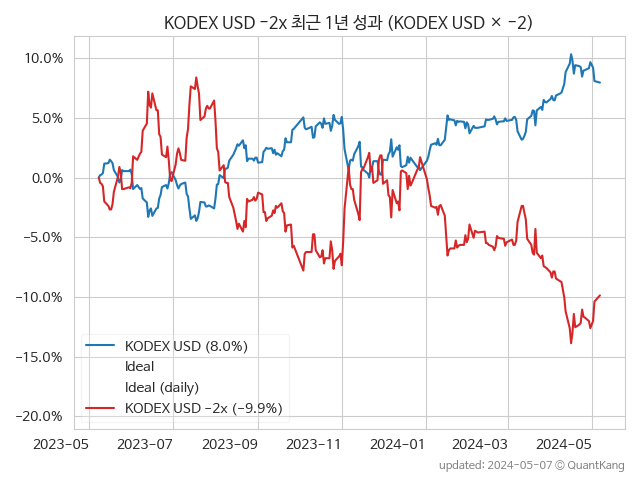 KODEX USD −2x 최근 1년 성과 (KODEX USD × −2)
10.0%
5.0%
0.0%
−5.0%
−10.0%
−15.0%
−20.0%
KODEX USD (8.0%)
Ideal
Ideal (daily)
KODEX USD −2x (−9.9%)
2023-05 2023-07 2023-09 2023-11 2024-01 2024-03 2024-05
updated: 2024-05-07 © QuantKang